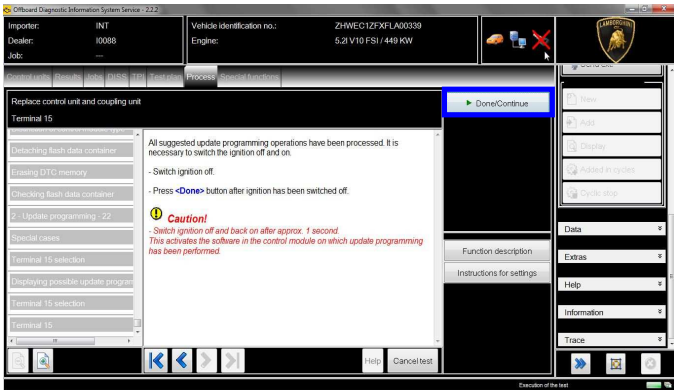 Offboard Diagnostic Information System Service - 2.2.2
Importer: INT
Dealer: I0088
Job: ---
Vehicle identification no.: ZHWEC1ZFXFLA00339
Engine: 5.2l V10 FSI / 449 KW
LAMBORGHINI
Control units Results Jobs DISS TPI Test plan Process Special functions
Replace control unit and coupling unit
Terminal 15
Detaching flash data container
Erasing DTC memory
Checking flash data container
2 - Update programming - 22
Special cases
Terminal 15 selection
Displaying possible update program
Terminal 15 selection
Terminal 15
All suggested update programming operations have been processed. It is
necessary to switch the ignition off and on.
- Switch ignition off.
- Press <Done> button after ignition has been switched off.
Caution!
- Switch ignition off and back on after approx. 1 second.
This activates the software in the control module on which update programming
has been performed.
Help
Cancel test
Done/Continue
Function description
Instructions for settings
New
Add
Display
Added in cycles
Cyclic strip
Data
Extras
Help
Information
Trace
Execution of the test